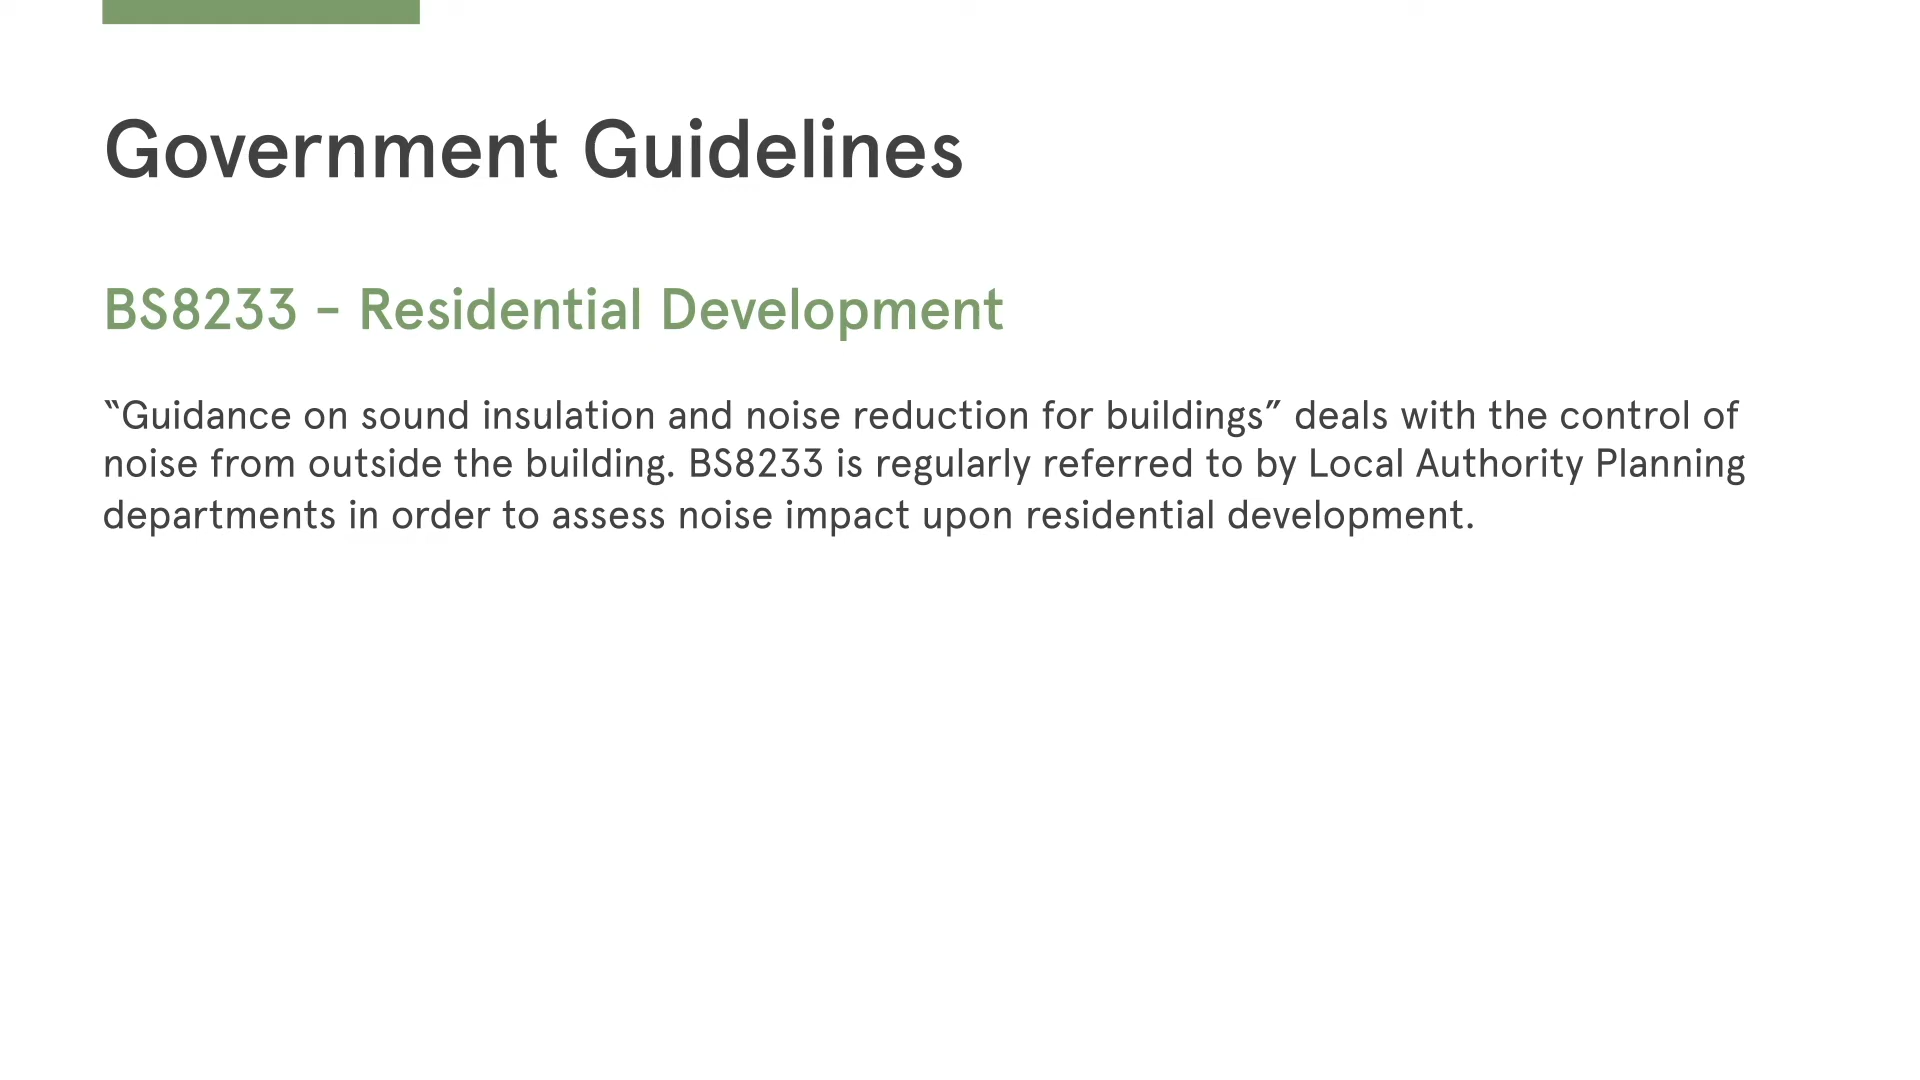 Government Guidelines
BS8233 - Residential Development
“Guidance on sound insulation and noise reduction for buildings” deals with the control of
noise from outside the building. BS8233 is regularly referred to by Local Authority Planning
departments in order to assess noise impact upon residential development.